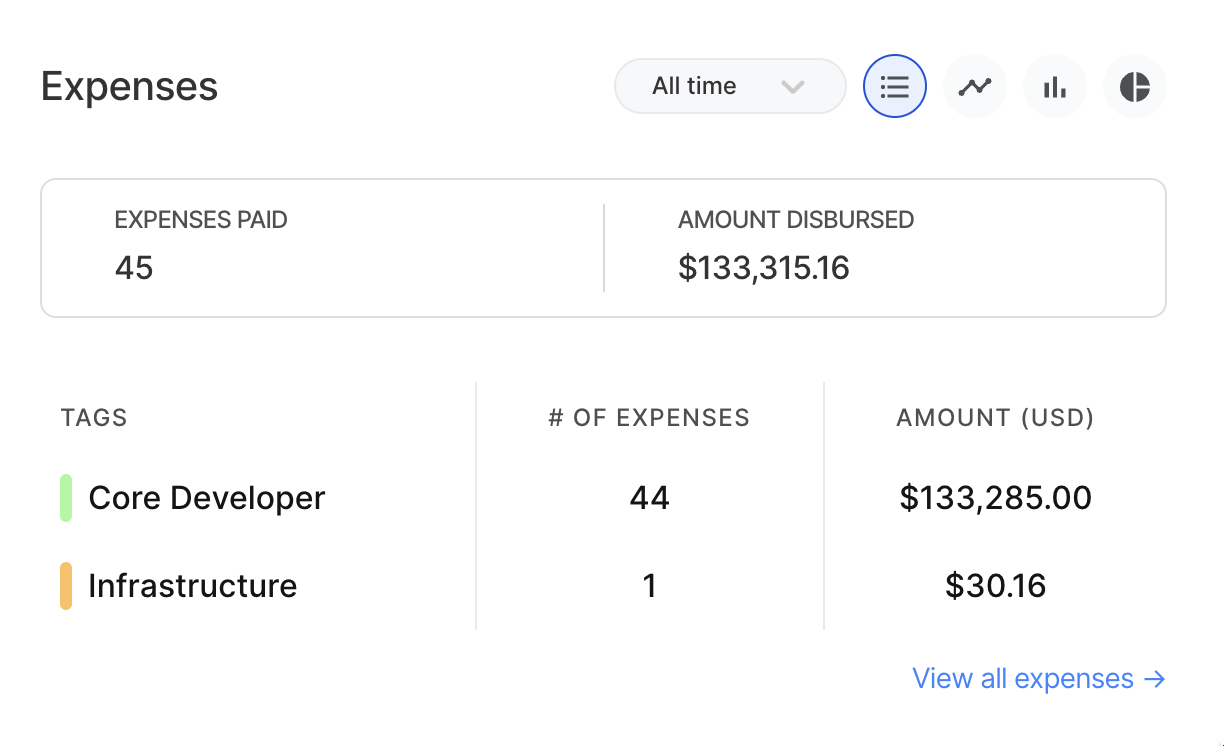 Expenses
All time
EXPENSES PAID
45
AMOUNT DISBURSED
$133,315.16
TAGS # OF EXPENSES AMOUNT (USD)
Core Developer 44 $133,285.00
Infrastructure 1 $30.16
View all expenses →